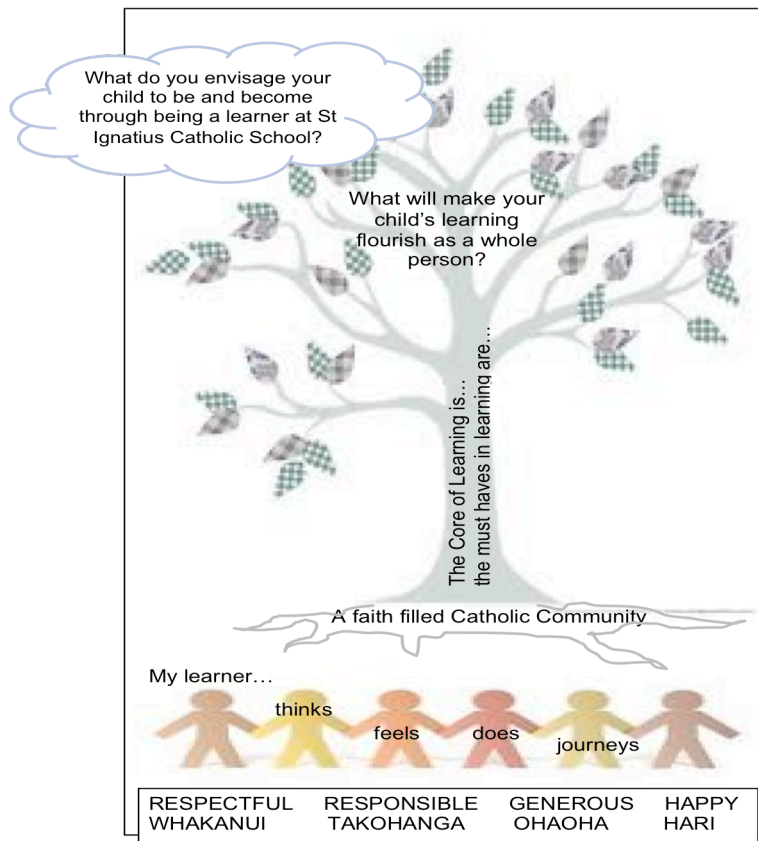 What do you envisage your
child to be and become
through being a learner at St
Ignatius Catholic School?
What will make your
child's learning
flourish as a whole
person?
The Core of Learning is…
the must haves in learning are…
A faith filled Catholic Community
My learner…
thinks
feels
does
journeys
RESPECTFUL RESPONSIBLE GENEROUS HAPPY
WHAKANUI TAKOHANGA OHAOHA HARI